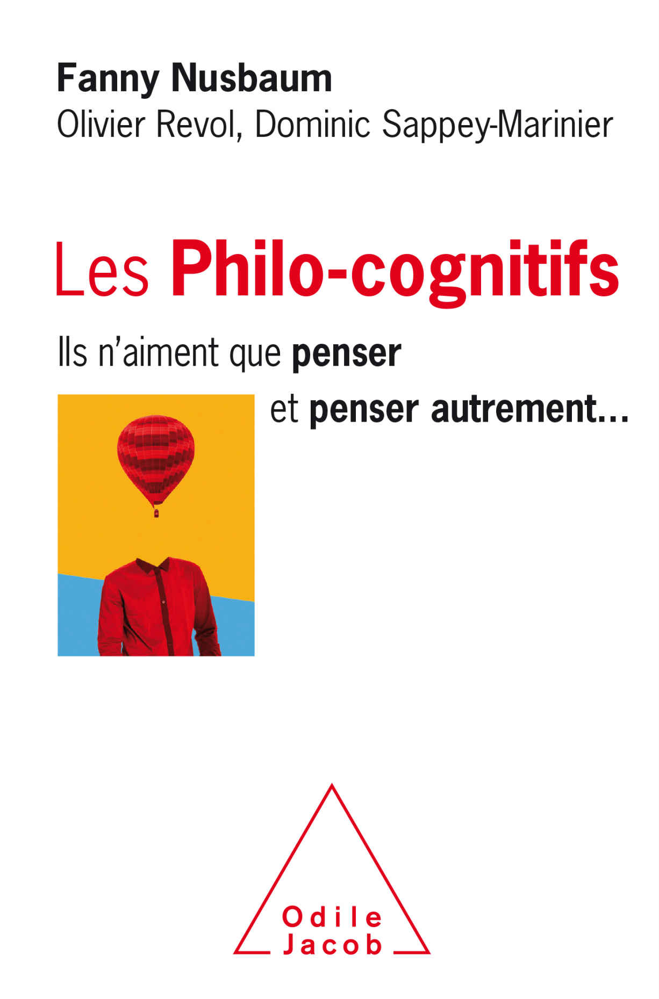 Fanny Nusbaum
Olivier Revol, Dominic Sappey-Marinier
Les Philo-cognitifs
Ils n’aiment que penser
et penser autrement…
Odile
Jacob